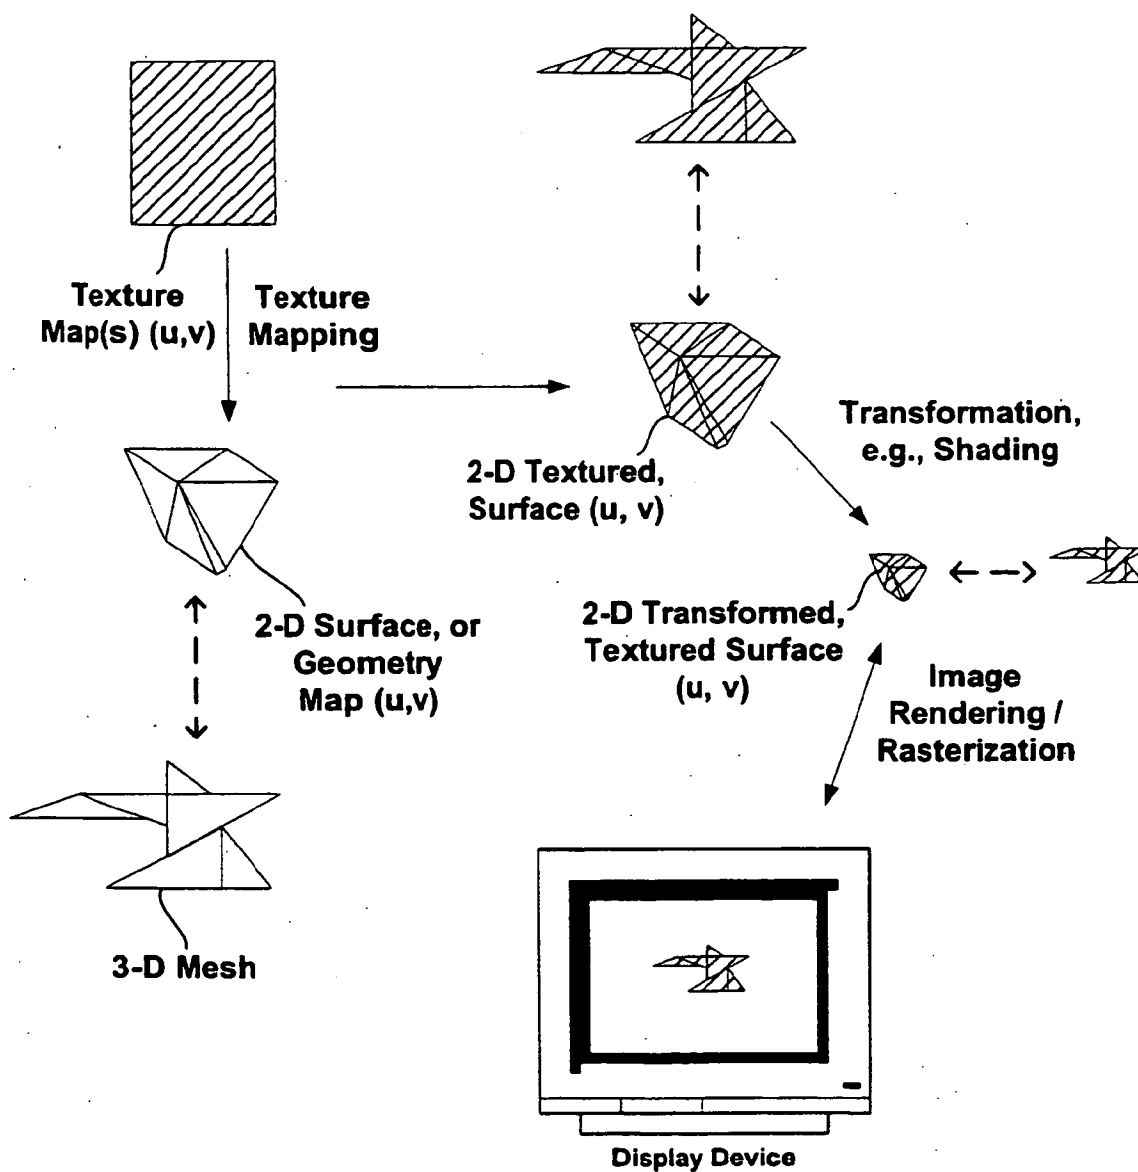 Texture
Map(s) (u,v)
Texture
Mapping
2-D Textured,
Surface (u, v)
Transformation,
e.g., Shading
2-D Surface, or
Geometry
Map (u,v)
2-D Transformed,
Textured Surface
(u, v)
Image
Rendering /
Rasterization
3-D Mesh
Display Device